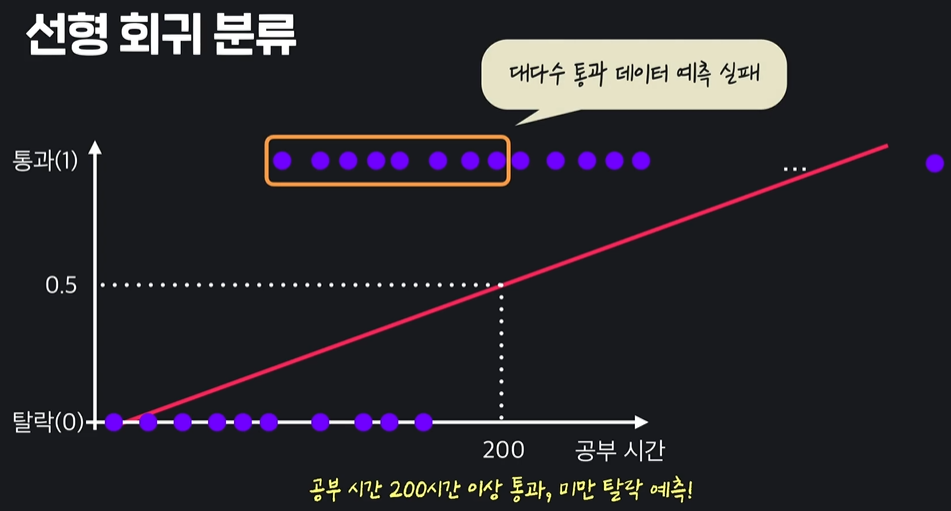 선형 회귀 분류
대다수 통과 데이터 예측 실패
통과(1)
...
0.5
탈락(0)
200
공부 시간
공부 시간 200시간 이상 통과, 미만 탈락 예측!